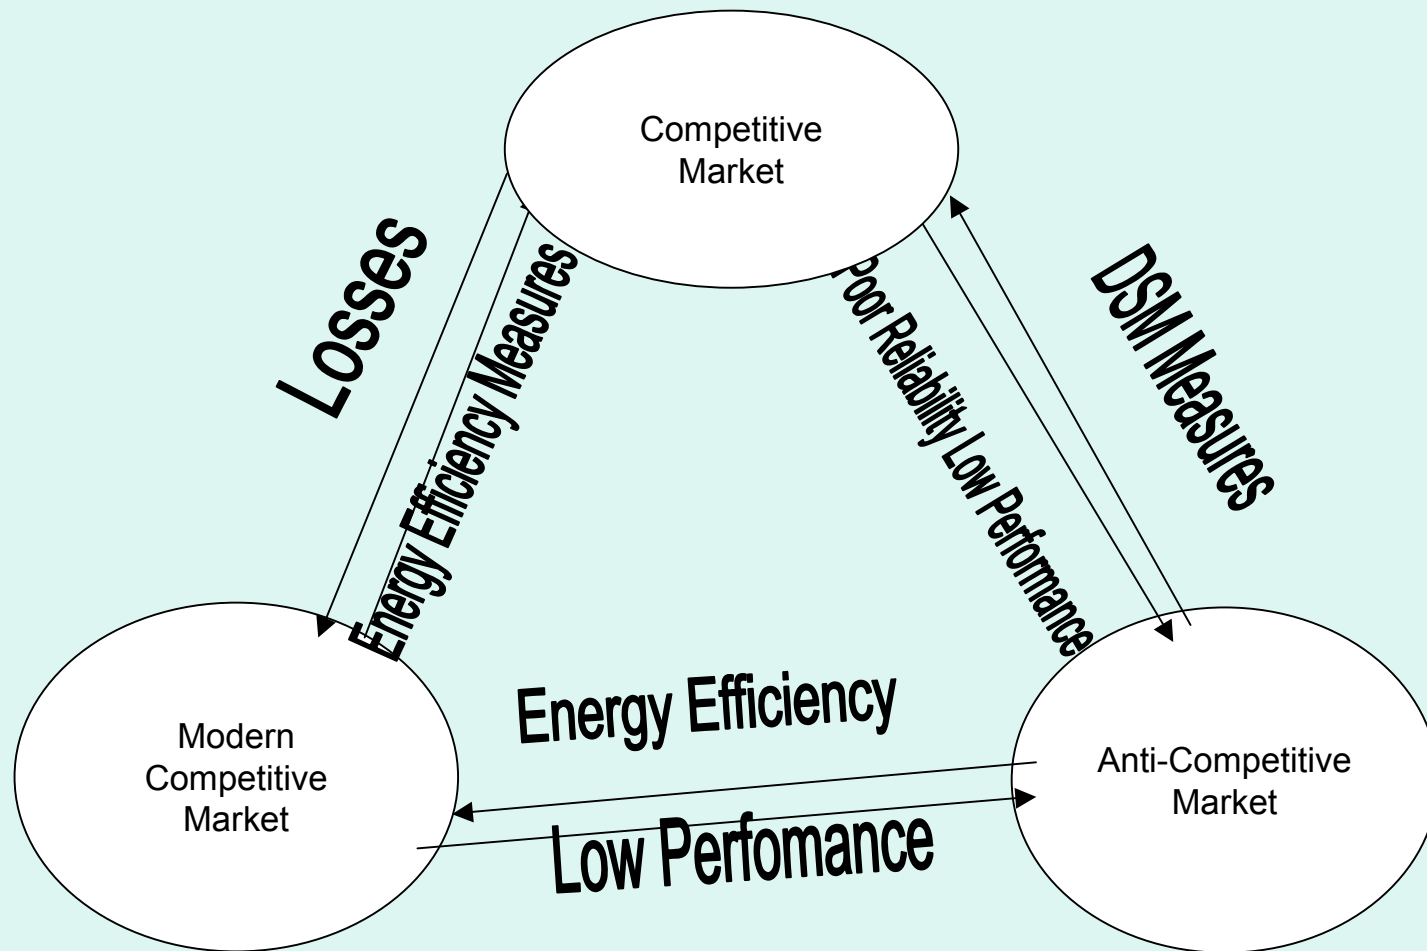 Competitive
Market
Losses
Energy Efficiency Measures
Poor Reliability Low Performance
DSM Measures
Energy Efficiency
Low Perfomance
Modern
Competitive
Market
Anti-Competitive
Market